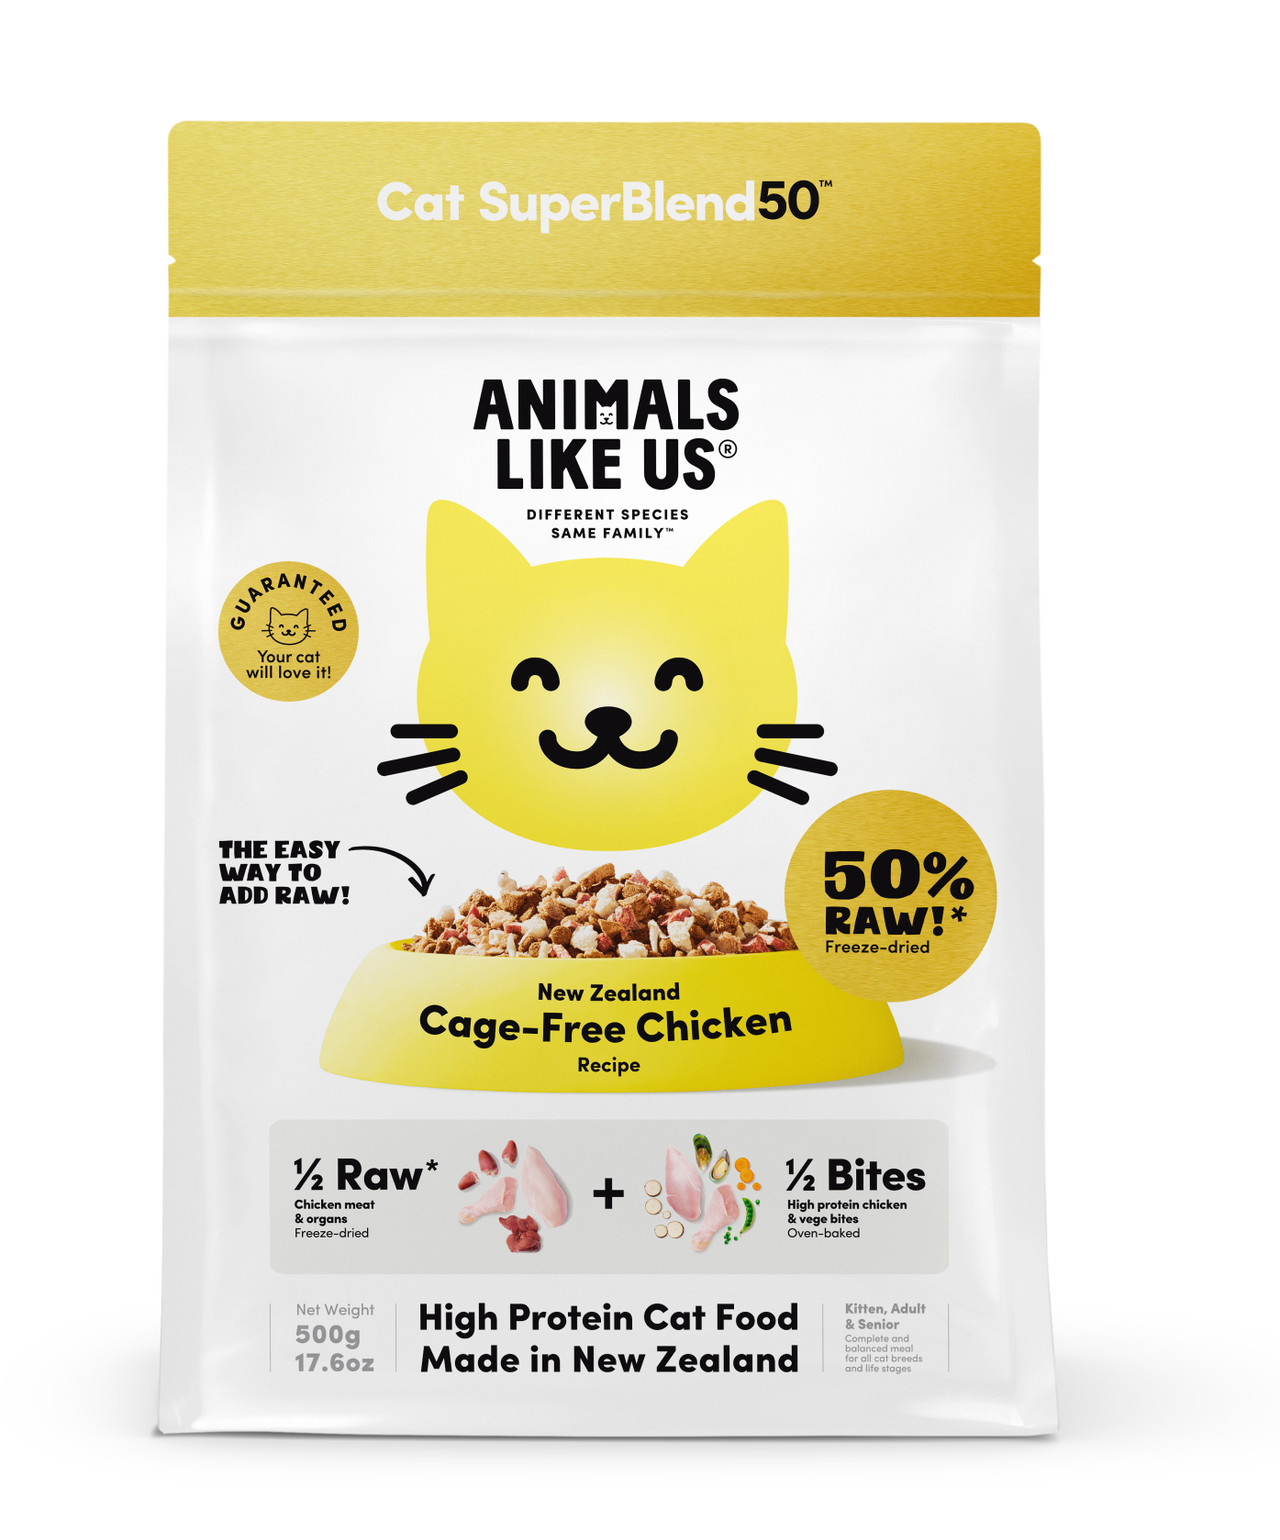 Cat SuperBlend50™
ANIMALS
LIKE US®
DIFFERENT SPECIES
SAME FAMILY™
GUARANTEED
Your cat
will love it!
THE EASY
WAY TO
ADD RAW!
50%
RAW!*
Freeze-dried
New Zealand
Cage-Free Chicken
Recipe
½ Raw*
Chicken meat
& organs
Freeze-dried
+
½ Bites
High protein chicken
& vege bites
Oven-baked
Net Weight
500g
17.6oz
High Protein Cat Food
Made in New Zealand
Kitten, Adult
& Senior
Complete and
balanced meal
for all cat breeds
and life stages